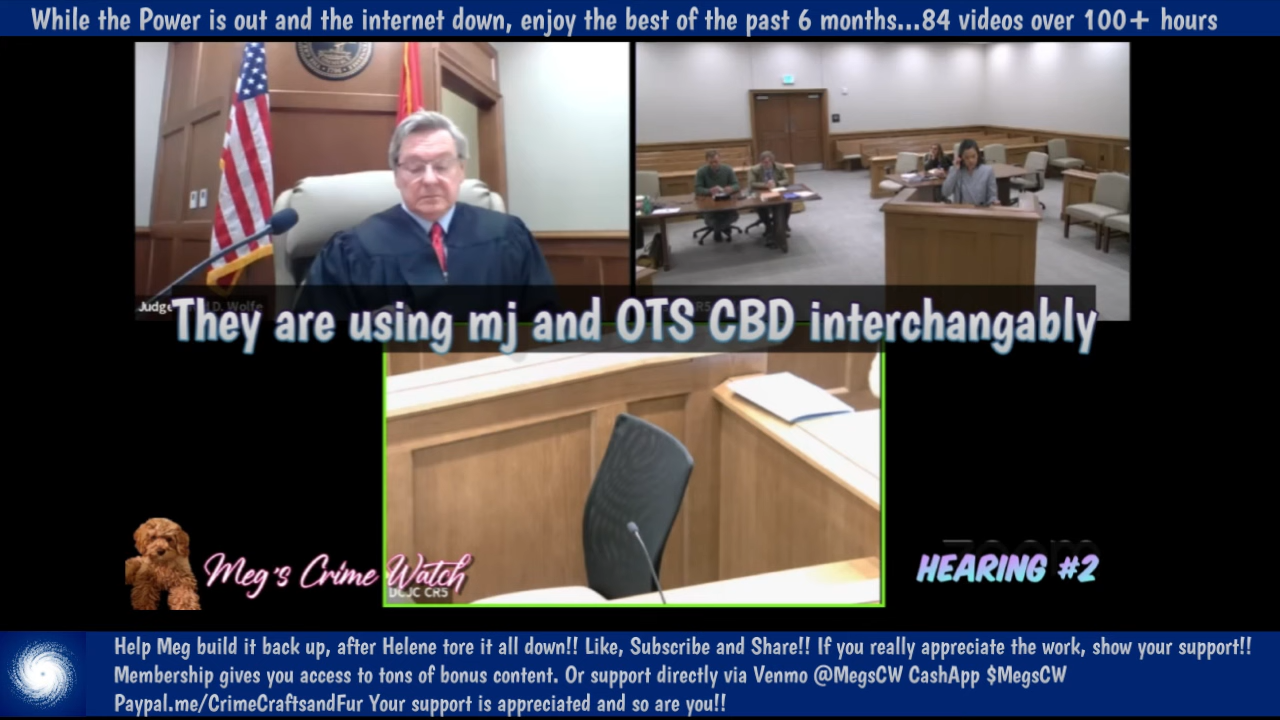 While the Power is out and the internet down, enjoy the best of the past 6 months...84 videos over 100+ hours
Judge D. Wolfe
They are using mj and OTS CBD interchangably
Meg's Crime Watch
DCJC CR5
HEARING #2
Help Meg build it back up, after Helene tore it all down!! Like, Subscribe and Share!! If you really appreciate the work, show your support!!
Membership gives you access to tons of bonus content. Or support directly via Venmo @MegsCW CashApp $MegsCW
Paypal.me/CrimeCraftsandFur Your support is appreciated and so are you!!